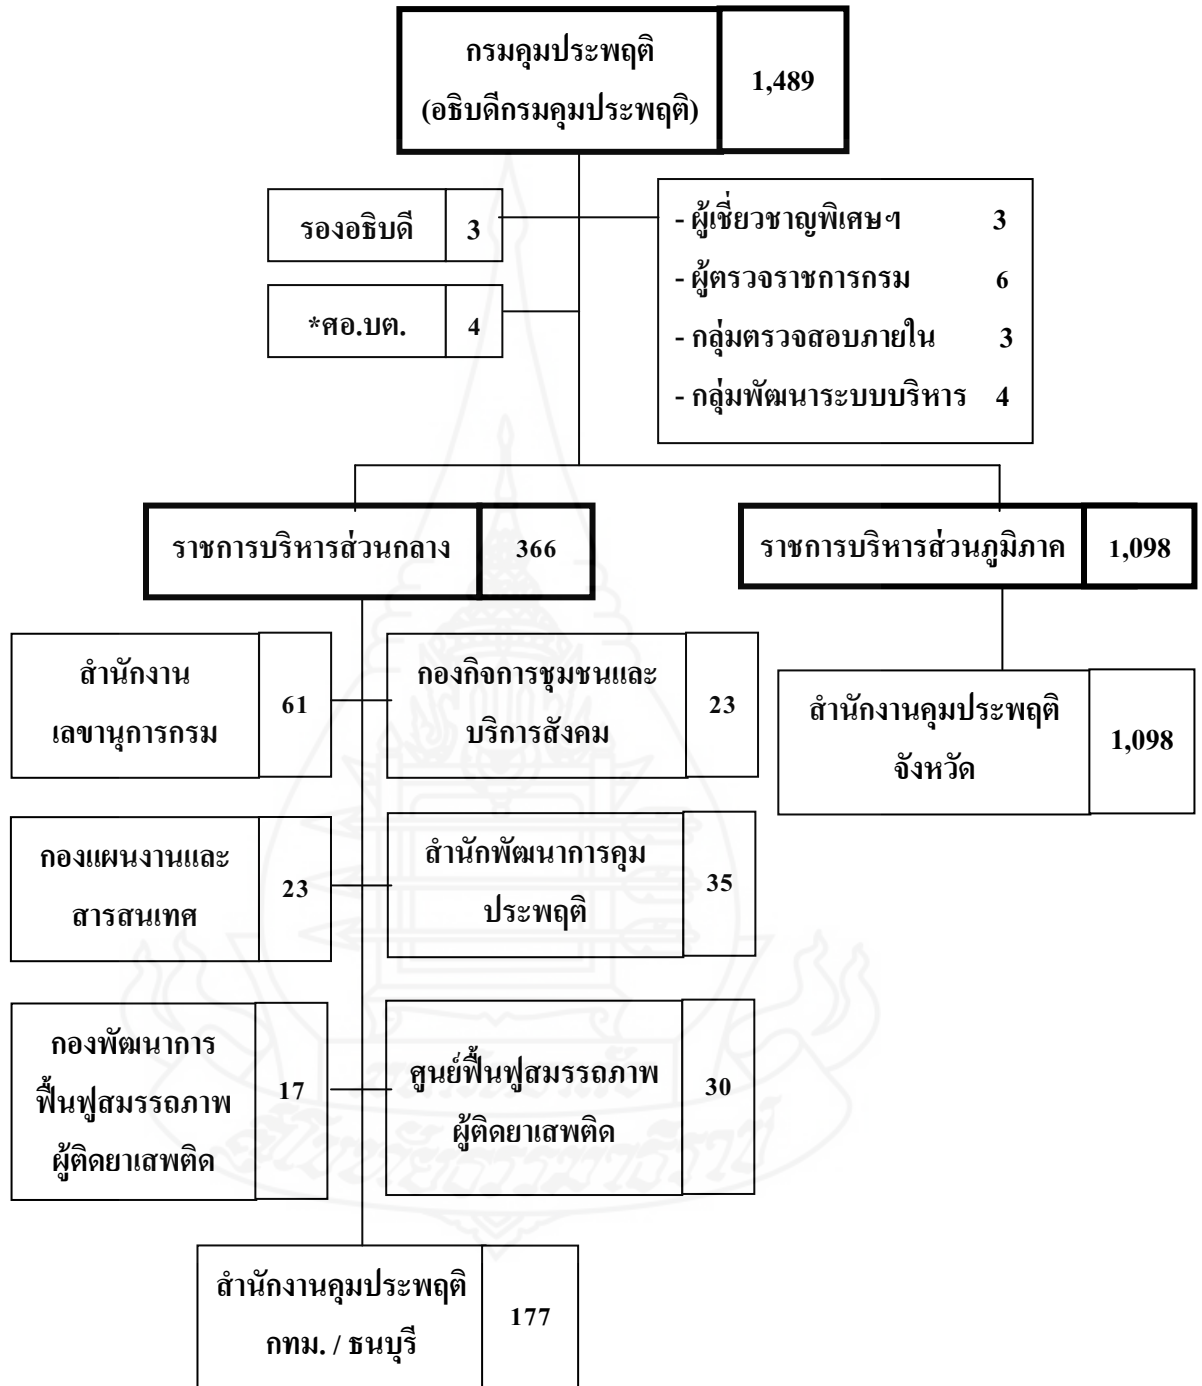 กรมคุมประพฤติ
(อธิบดีกรมคุมประพฤติ)
1,489
รองอธิบดี 3
*ศอ.บต. 4
- ผู้เชี่ยวชาญพิเศษฯ 3
- ผู้ตรวจราชการกรม 6
- กลุ่มตรวจสอบภายใน 3
- กลุ่มพัฒนาระบบบริหาร 4
ราชการบริหารส่วนกลาง 366
ราชการบริหารส่วนภูมิภาค 1,098
สำนักงาน
เลขานุการกรม
61
กองกิจการชุมชนและ
บริการสังคม
23
สำนักงานคุมประพฤติ
จังหวัด
1,098
กองแผนงานและ
สารสนเทศ
23
สำนักพัฒนาการคุม
ประพฤติ
35
กองพัฒนาการ
ฟื้นฟูสมรรถภาพ
ผู้ติดยาเสพติด
17
ศูนย์ฟื้นฟูสมรรถภาพ
ผู้ติดยาเสพติด
30
สำนักงานคุมประพฤติ
กทม. / ธนบุรี
177